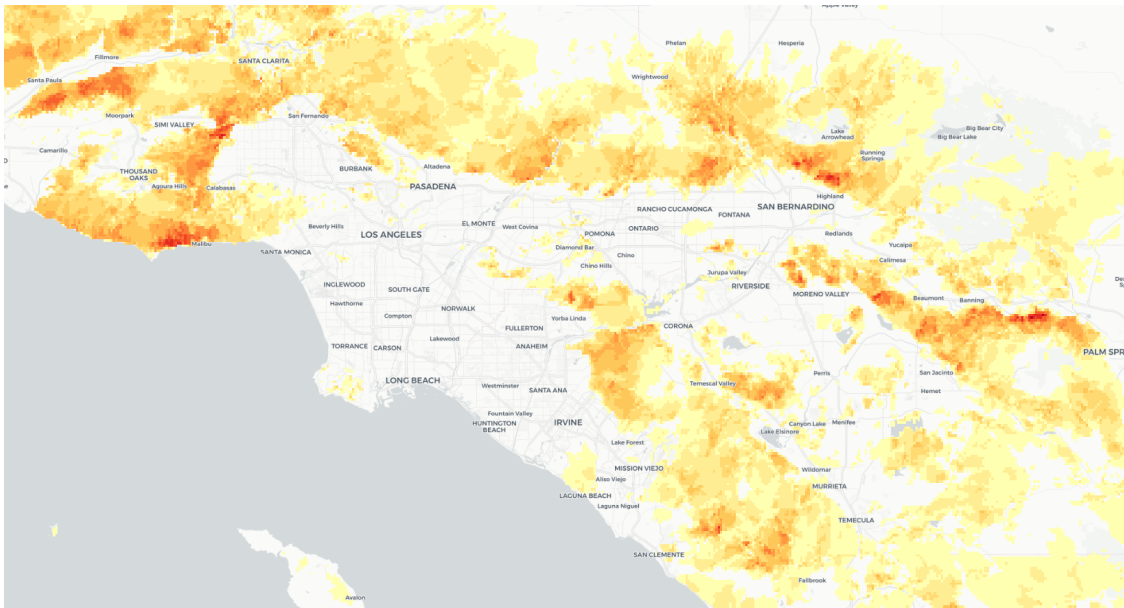 Apple Valley
Phelan
Hesperia
Fillmore
SANTA CLARITA
Wrightwood
Santa Paula
Moorpark
San Fernando
SIMI VALLEY
Lake
Arrowhead
Big Bear City
Big Bear Lake
Camarillo
Running
Springs
THOUSAND
OAKS
BURBANK
Altadena
Agoura Hills
Calabasas
PASADENA
Highland
RANCHO CUCAMONGA
SAN BERNARDINO
FONTANA
Beverly Hills
EL MONTE
West Covina
LOS ANGELES
POMONA
ONTARIO
Redlands
Malibu
Diamond Bar
Yucaipa
SANTA MONICA
Chino
Calimesa
Chino Hills
Jurupa Valley
INGLEWOOD
SOUTH GATE
RIVERSIDE
MORENO VALLEY
Beaumont
Banning
Hawthorne
NORWALK
Compton
Yorba Linda
FULLERTON
CORONA
TORRANCE
CARSON
Lakewood
ANAHEIM
PALM SPR
Perris
San Jacinto
LONG BEACH
Westminster
SANTA ANA
Temescal Valley
Hemet
Fountain Valley
HUNTINGTON
BEACH
IRVINE
Canyon Lake
Menifee
Lake Elsinore
Lake Forest
MISSION VIEJO
Wildomar
Aliso Viejo
MURRIETA
LAGUNA BEACH
Laguna Niguel
TEMECULA
SAN CLEMENTE
Fallbrook
Avalon